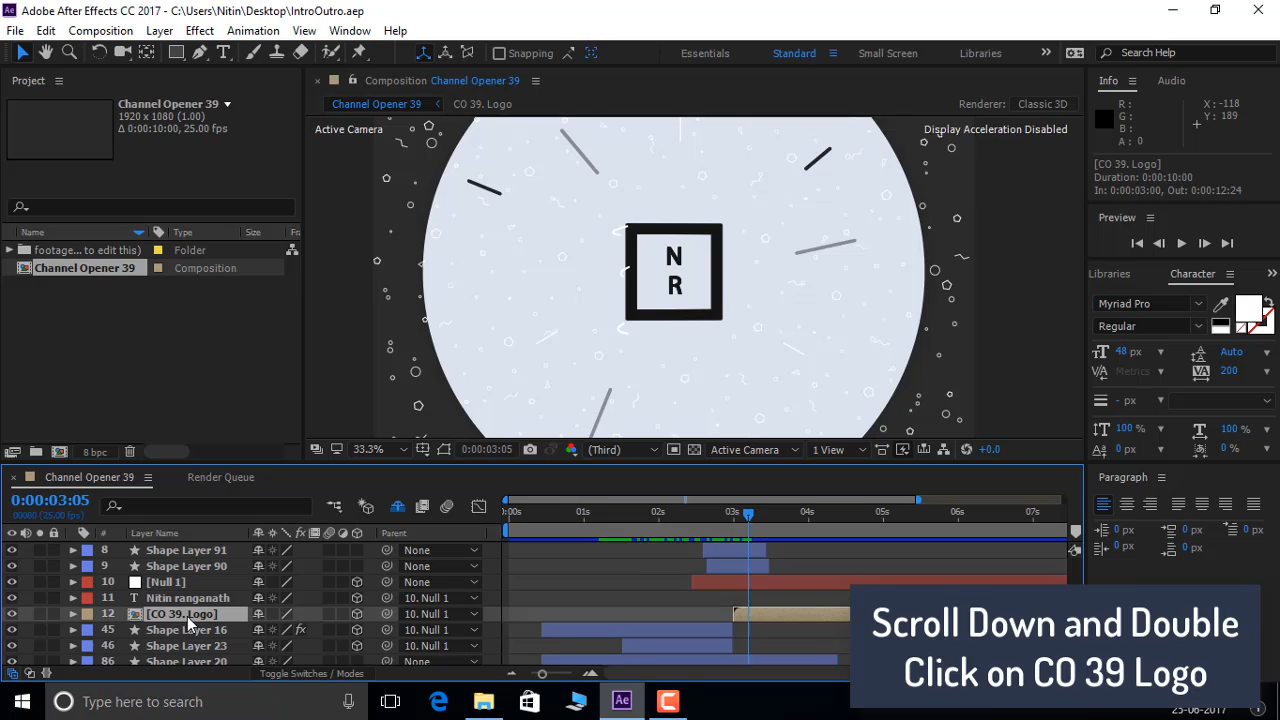 Adobe After Effects CC 2017 - C:\Users\Nitin\Desktop\IntroOutro.aep
File Edit Composition Layer Effect Animation View Window Help
Snapping Essentials Standard Small Screen Libraries Search Help
Project
Channel Opener 39
1920 x 1080 (1.00)
Δ 0:00:10:00, 25.00 fps
Name Type Size Fra
footage... to edit this) Folder
Channel Opener 39 Composition
8 bpc
Composition Channel Opener 39
Channel Opener 39 CO 39. Logo Renderer: Classic 3D
Active Camera Display Acceleration Disabled
N
R
33.3% 0:00:03:05 (Third) Active Camera 1 View +0.0
Info Audio
R : X : -118
G : Y : 189
B :
A : 0
[CO 39. Logo]
Duration: 0:00:10:00
In: 0:00:03:00, Out: 0:00:12:24
Preview
Libraries Character
Myriad Pro
Regular
48 px Auto
Metrics 200
- px
100 % 100 %
0 px 0 %
Paragraph
0 px 0 px 0 px
0 px 0 px
Channel Opener 39 Render Queue
0:00:03:05
00080 (25.00 fps)
# Layer Name Parent
:00s 01s 02s 03s 04s 05s 06s 07s
8 Shape Layer 91 None
9 Shape Layer 90 None
10 [Null 1] None
11 Nitin ranganath 10. Null 1
12 [CO 39. Logo] 10. Null 1
45 Shape Layer 16 10. Null 1
46 Shape Layer 23 10. Null 1
86 Shape Layer 20 10. Null 1
Toggle Switches / Modes
Scroll Down and Double
Click on CO 39 Logo
Type here to search
Ae
25-06-2017